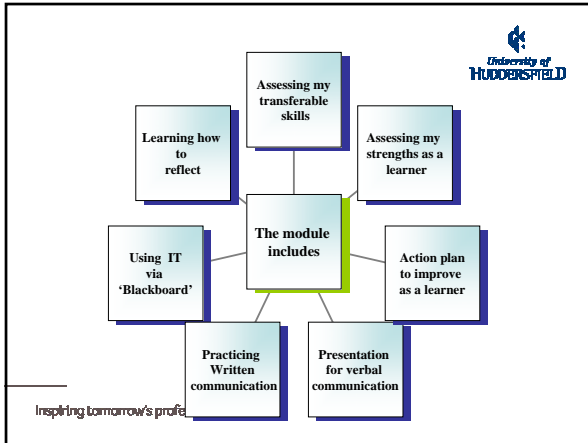 University of
HUDDERSFIELD
Assessing my
transferable
skills
Learning how
to
reflect
Assessing my
strengths as a
learner
The module
includes
Using IT
via
'Blackboard'
Action plan
to improve
as a learner
Practicing
Written
communication
Presentation
for verbal
communication
Inspiring tomorrow's profe